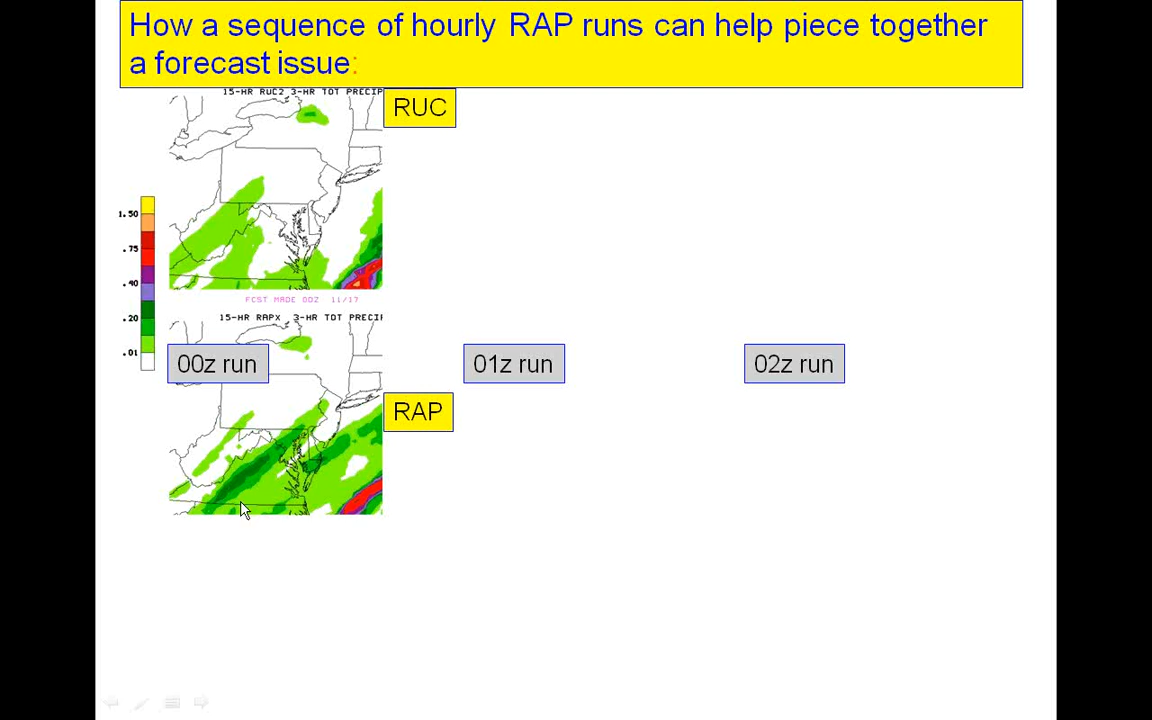 How a sequence of hourly RAP runs can help piece together
a forecast issue:
15-HR RUC2 3-HR TOT PRECIP
RUC
1.50
.75
.40
.20
.01
FCST MADE 00Z 11/17
15-HR RAPX 3-HR TOT PRECIP
00z run
01z run
02z run
RAP